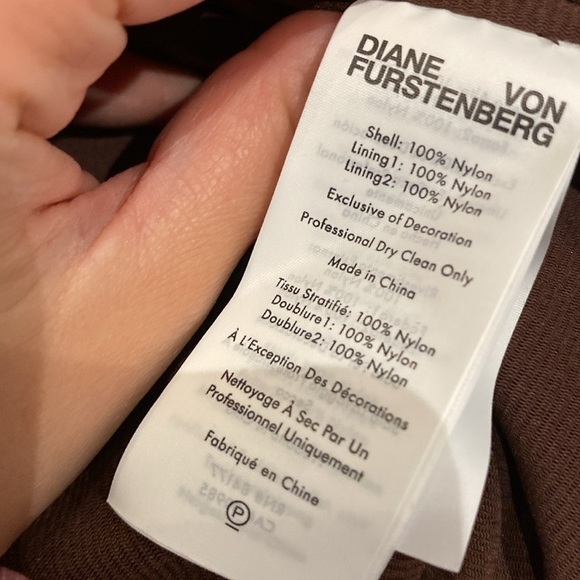 DIANE VON
FURSTENBERG
Shell: 100% Nylon
Lining1: 100% Nylon
Lining2: 100% Nylon
Exclusive of Decoration
Professional Dry Clean Only
Made in China
Tissu Stratifié: 100% Nylon
Doublure1: 100% Nylon
Doublure2: 100% Nylon
À L'Exception Des Décorations
Nettoyage À Sec Par Un
Professionnel Uniquement
Fabriqué en Chine
P